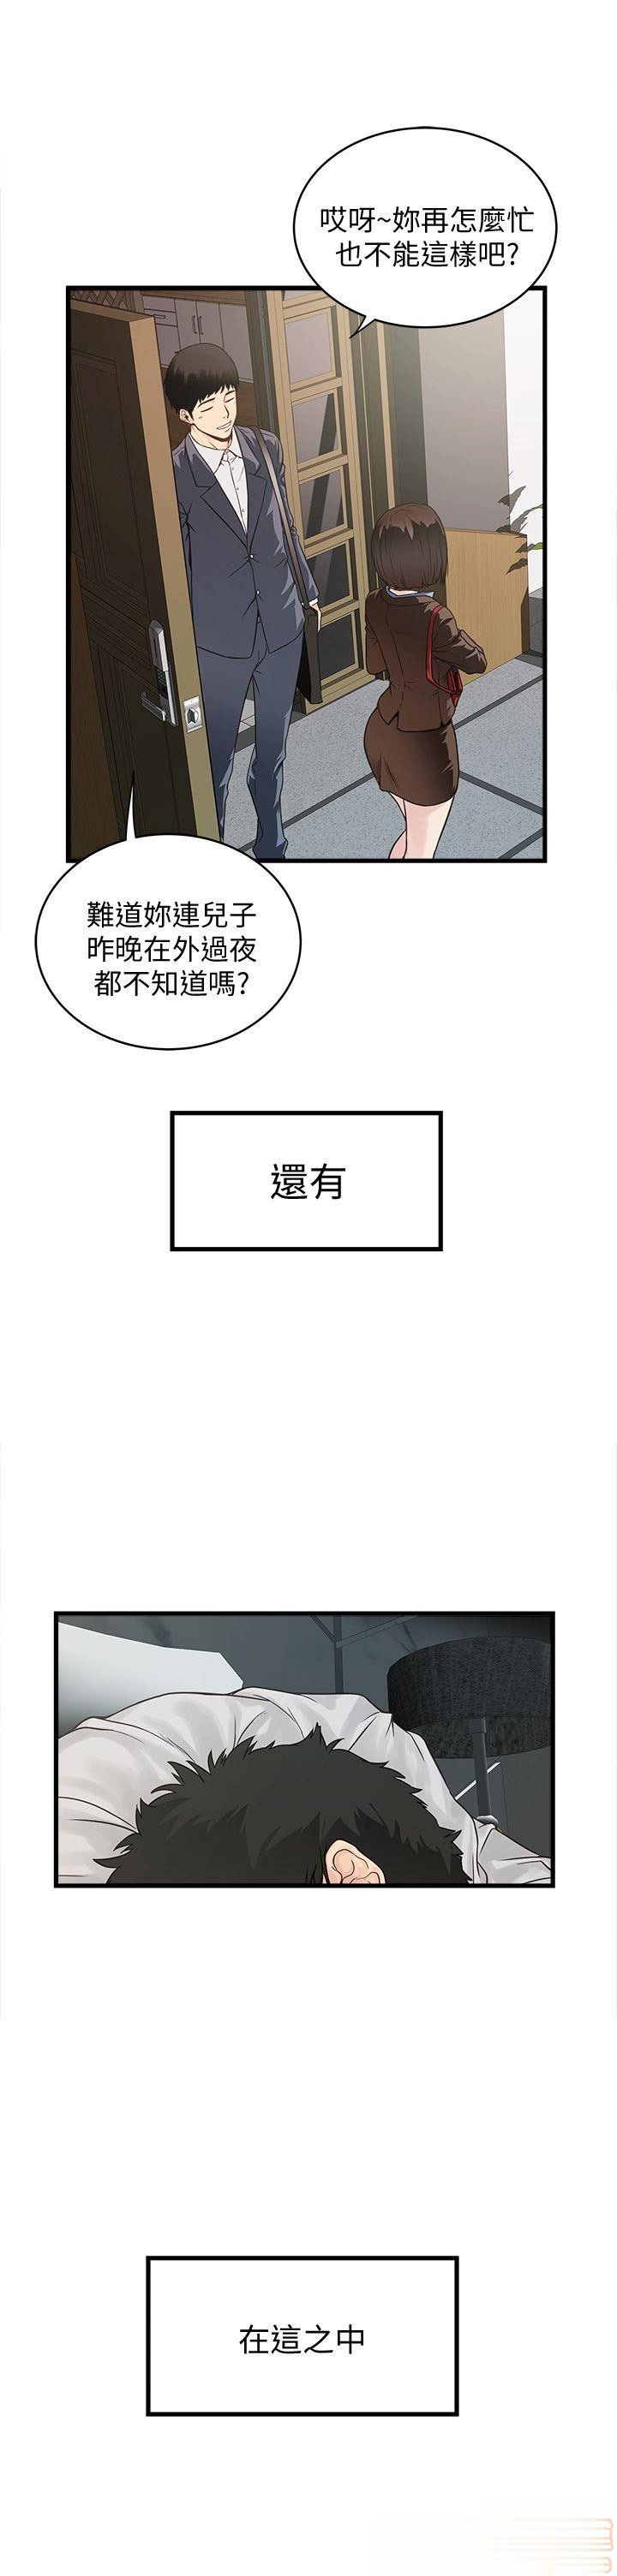 哎呀~妳再怎麼忙
也不能這樣吧?
難道妳連兒子
昨晚在外過夜
都不知道嗎?
還有
在這之中